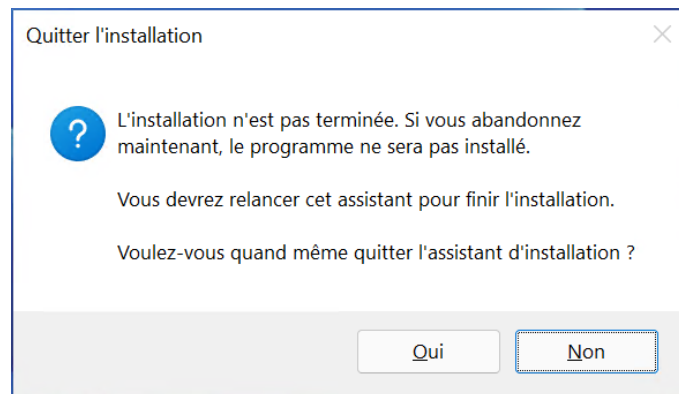 Quitter l'installation
L'installation n'est pas terminée. Si vous abandonnez
maintenant, le programme ne sera pas installé.
Vous devrez relancer cet assistant pour finir l'installation.
Voulez-vous quand même quitter l'assistant d'installation ?
Oui
Non